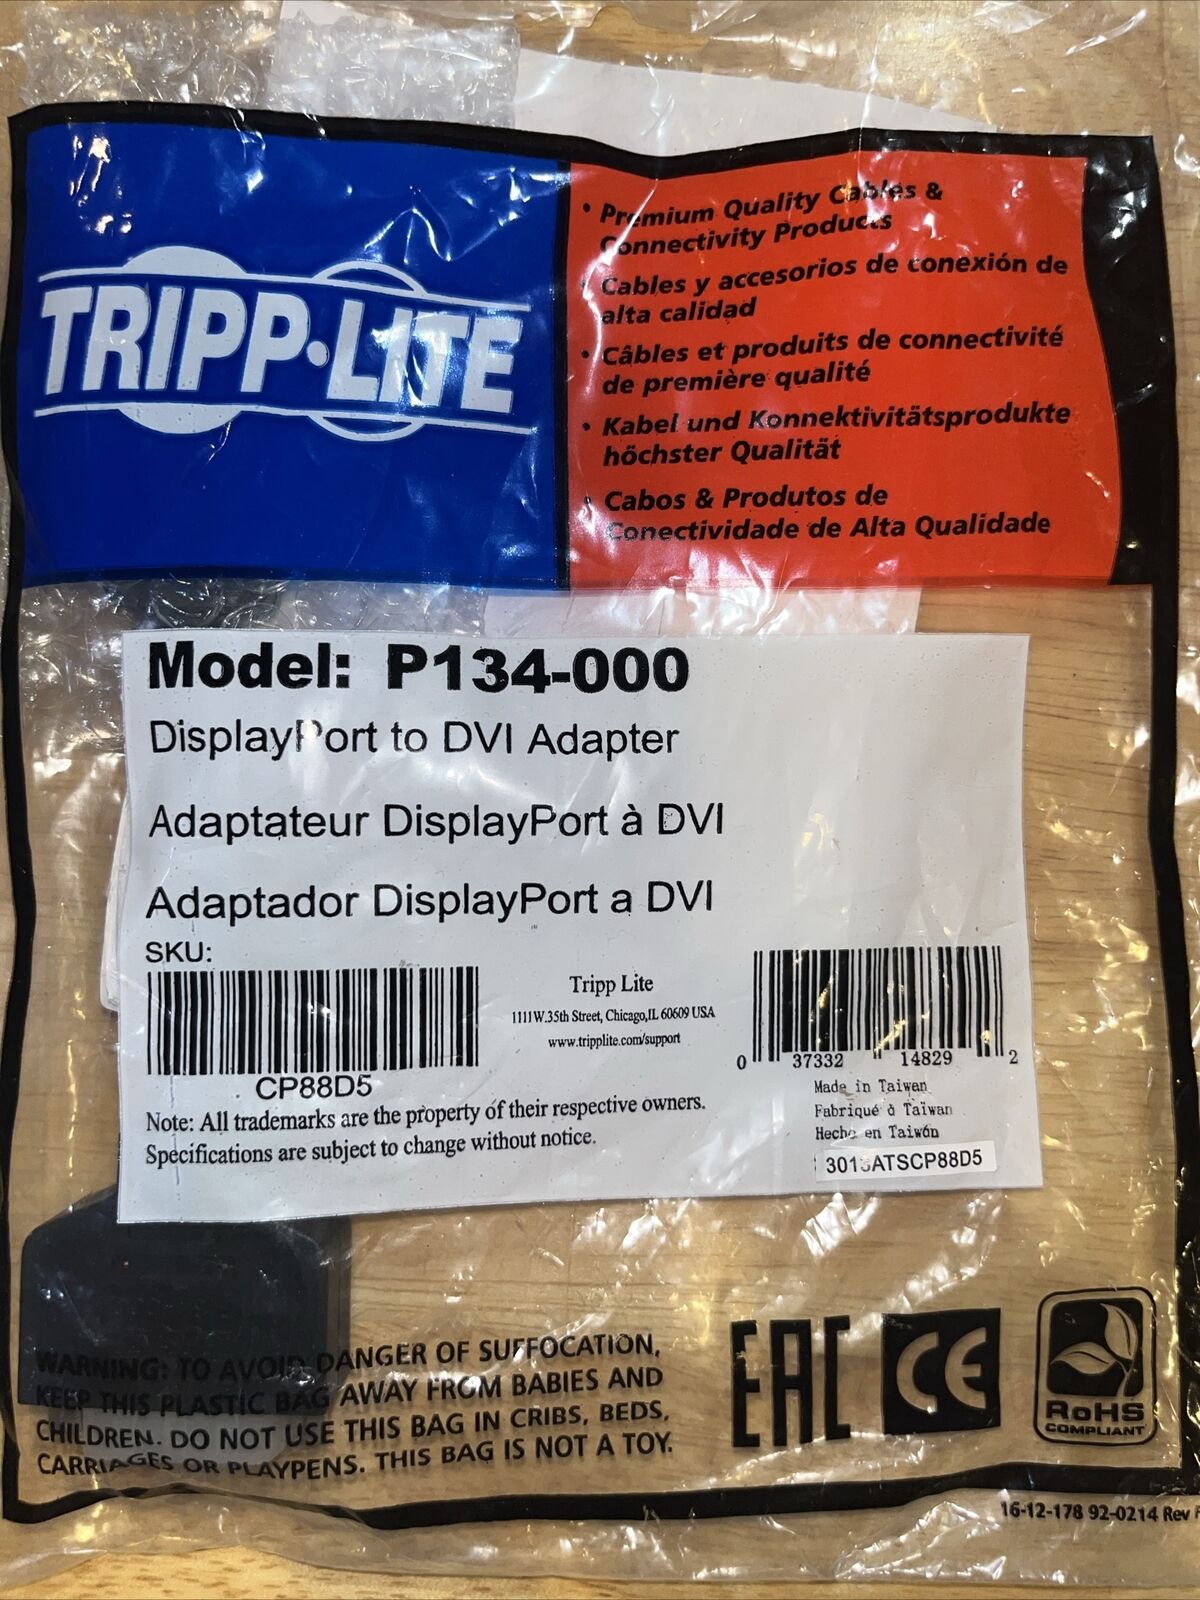 TRIPP·LITE
• Premium Quality Cables &
Connectivity Products
• Cables y accesorios de conexión de
alta calidad
• Câbles et produits de connectivité
de première qualité
• Kabel und Konnektivitätsprodukte
höchster Qualität
• Cabos & Produtos de
Conectividade de Alta Qualidade
Model: P134-000
DisplayPort to DVI Adapter
Adaptateur DisplayPort à DVI
Adaptador DisplayPort a DVI
SKU:
CP88D5
Tripp Lite
1111W.35th Street, Chicago,IL 60609 USA
www.tripplite.com/support
0 37332 14829 2
Made in Taiwan
Fabriqué à Taïwan
Hecho en Taiwán
Note: All trademarks are the property of their respective owners.
Specifications are subject to change without notice.
WARNING: TO AVOID DANGER OF SUFFOCATION,
KEEP THIS PLASTIC BAG AWAY FROM BABIES AND
CHILDREN. DO NOT USE THIS BAG IN CRIBS, BEDS,
CARRIAGES OR PLAYPENS. THIS BAG IS NOT A TOY.
EAC CE
RoHS
COMPLIANT
16-12-178 92-0214 Rev